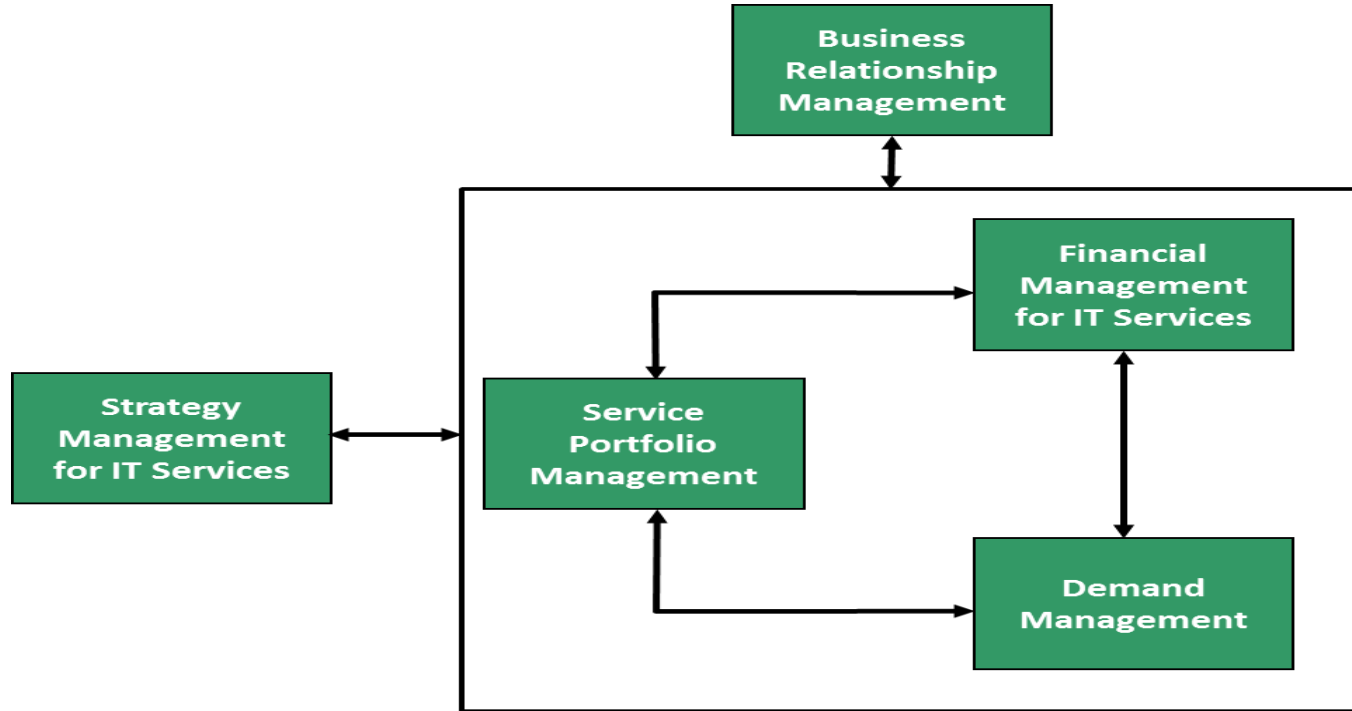 Business
Relationship
Management
Financial
Management
for IT Services
Strategy
Management
for IT Services
Service
Portfolio
Management
Demand
Management